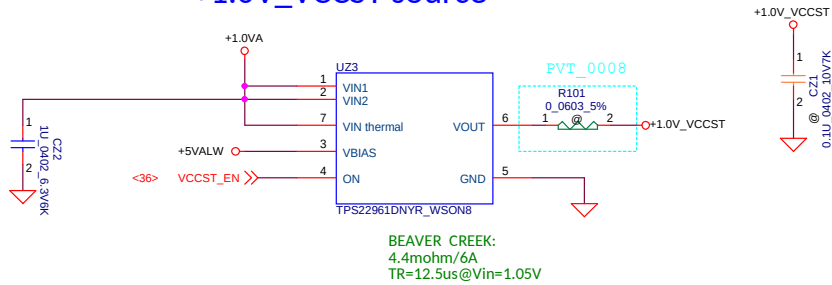 +1.0V_VCCST source
+1.0V_VCCST
+1.0VA
UZ3
PVT_0008
1
VIN1
2
VIN2
R101
0_0603_5%
1
2
@
CZ1
0.1U_0402_10V7K
1
2
CZ2
1U_0402_6.3V6K
7
VIN thermal
VOUT
6
1
@
2
+1.0V_VCCST
+5VALW
3
VBIAS
<36>
VCCST_EN
4
ON
GND
5
TPS22961DNYR_WSON8
BEAVER CREEK:
4.4mohm/6A
TR=12.5us@Vin=1.05V